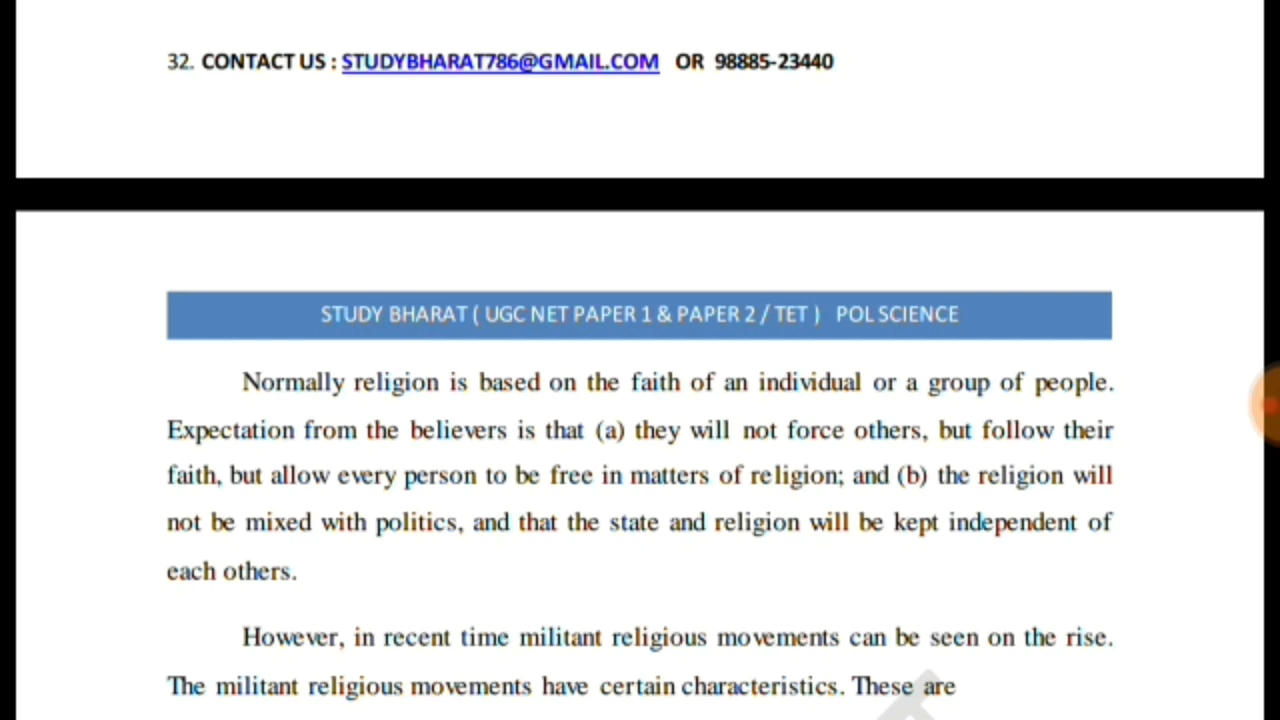 32. CONTACT US : STUDYBHARAT786@GMAIL.COM OR 98885-23440
STUDY BHARAT ( UGC NET PAPER 1 & PAPER 2 / TET ) POL SCIENCE
Normally religion is based on the faith of an individual or a group of people.
Expectation from the believers is that (a) they will not force others, but follow their
faith, but allow every person to be free in matters of religion; and (b) the religion will
not be mixed with politics, and that the state and religion will be kept independent of
each others.
However, in recent time militant religious movements can be seen on the rise.
The militant religious movements have certain characteristics. These are